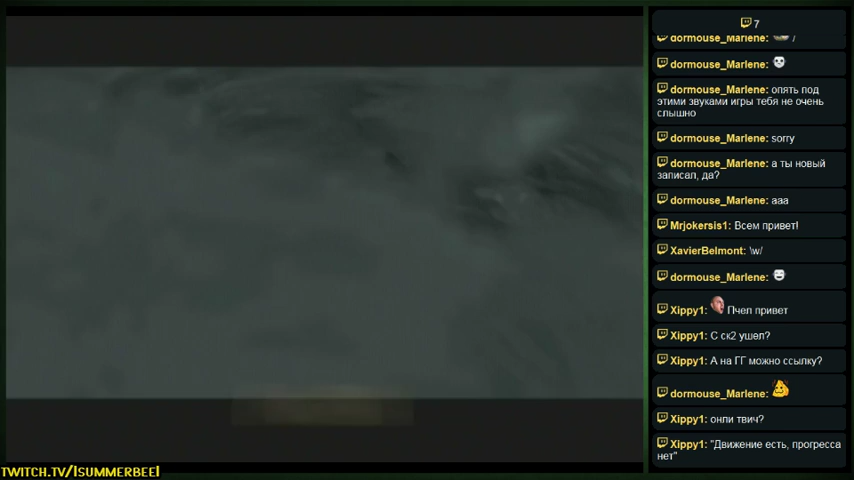 7
dormouse_Marlene: /
dormouse_Marlene:
dormouse_Marlene: опять под
этими звуками игры тебя не очень
слышно
dormouse_Marlene: sorry
dormouse_Marlene: а ты новый
записал, да?
dormouse_Marlene: ааа
Mrjokersis1: Всем привет!
XavierBelmont: \w/
dormouse_Marlene:
Xippy1: Пчел привет
Xippy1: С ск2 ушел?
Xippy1: А на ГГ можно ссылку?
dormouse_Marlene:
Xippy1: онли твич?
Xippy1: "Движение есть, прогресса
нет"
TWITCH.TV/1SUMMERBEE1